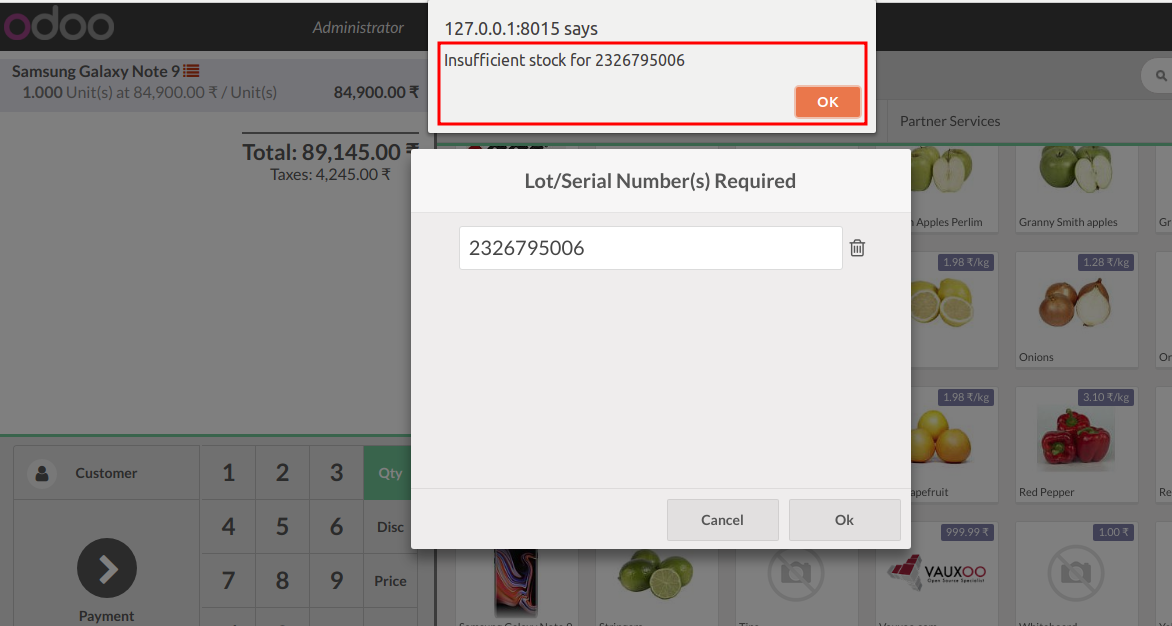 odoo
Administrator
127.0.0.1:8015 says
Insufficient stock for 2326795006
OK
Samsung Galaxy Note 9
1.000 Unit(s) at 84,900.00 ₹ / Unit(s)
84,900.00 ₹
Total: 89,145.00 ₹
Taxes: 4,245.00 ₹
Partner Services
Lot/Serial Number(s) Required
2326795006
Cancel
Ok
Apples Perlim
Granny Smith apples
1.98 ₹/kg
1.28 ₹/kg
Onions
1.98 ₹/kg
3.10 ₹/kg
Red Pepper
999.99 ₹
1.00 ₹
VAUXOO
Open Source Specialist
Customer
1
2
3
Qty
4
5
6
Disc
7
8
9
Price
Payment